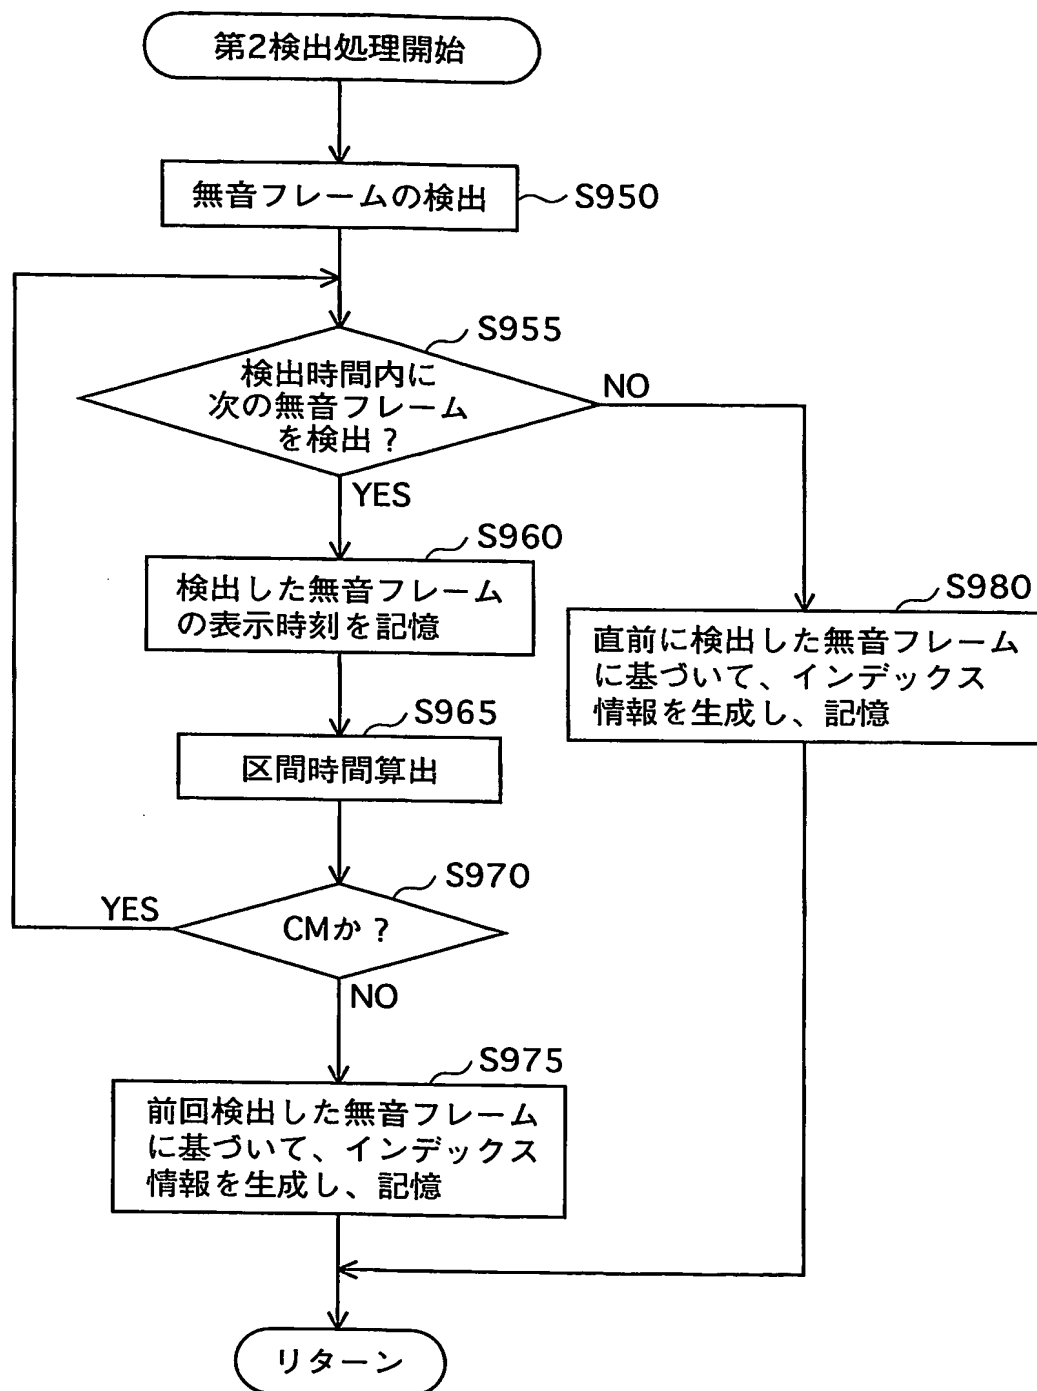 第2検出処理開始
無音フレームの検出
S950
S955
検出時間内に
次の無音フレーム
を検出？
NO
YES
S960
検出した無音フレーム
の表示時刻を記憶
S980
直前に検出した無音フレーム
に基づいて、インデックス
情報を生成し、記憶
S965
区間時間算出
S970
YES
CMか？
NO
S975
前回検出した無音フレーム
に基づいて、インデックス
情報を生成し、記憶
リターン